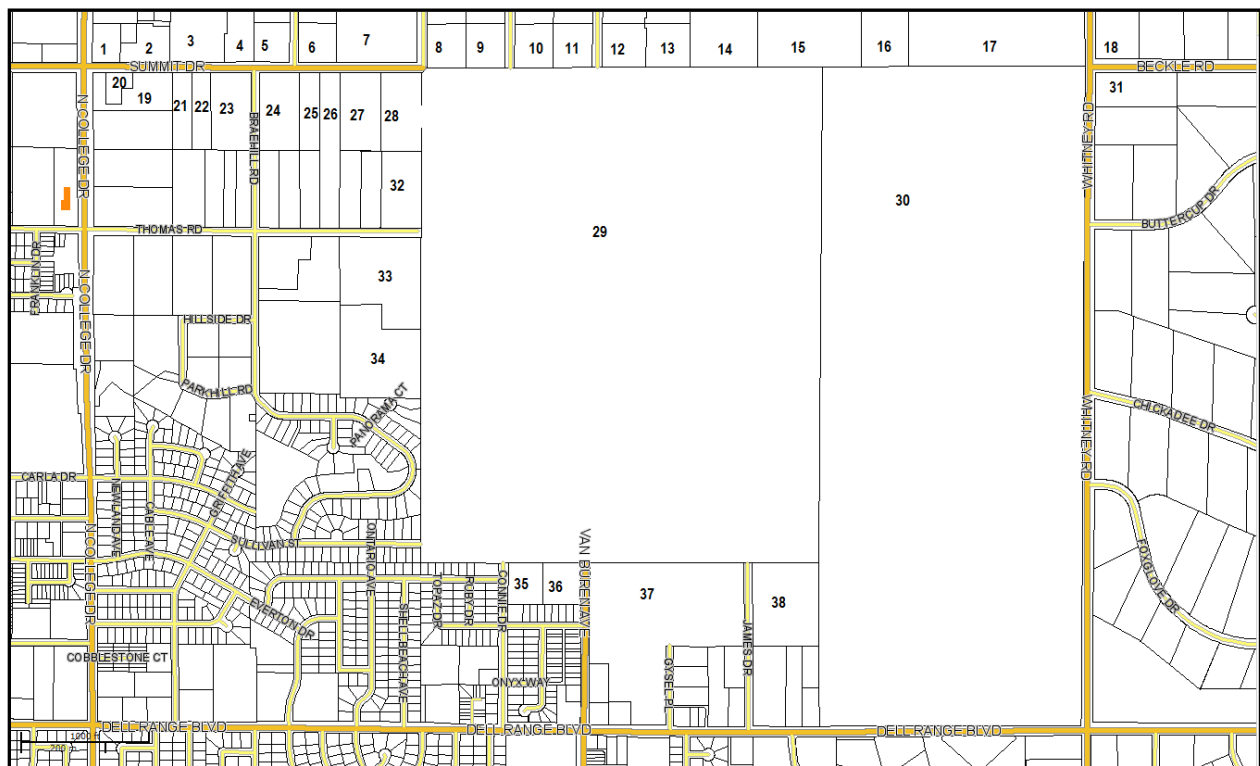 1 2 3 4 5 6 7 8 9 10 11 12 13 14 15 16 17 18
SUMMIT DR
BECKLE RD
20 19 21 22 23 24 25 26 27 28 31
N COLLEGE DR
BRAEHILL RD
WHITNEY RD
32
30
BUTTERCUP DR
THOMAS RD
29
FRANKLIN DR
N COLLEGE DR
33
HILLSIDE DR
34
PARKHILL RD
PANORAMA CT
CHICKADEE DR
WHITNEY RD
CARLA DR
NEWLAND AVE
CABLE AVE
GRIFFITH AVE
SULLIVAN ST
ONTARIO AVE
N COLLEGE DR
VAN BUREN AVE
FOXGLOVE DR
EVERTON DR
SHELL BEACH AVE
TOPAZ DR
RUBY DR
CONNIE DR
35 36 37 38
JAMES DR
COBBLESTONE CT
ONYX WAY
GYSEL PL
DELL RANGE BLVD
DELL RANGE BLVD
DELL RANGE BLVD
1000 ft
200 m